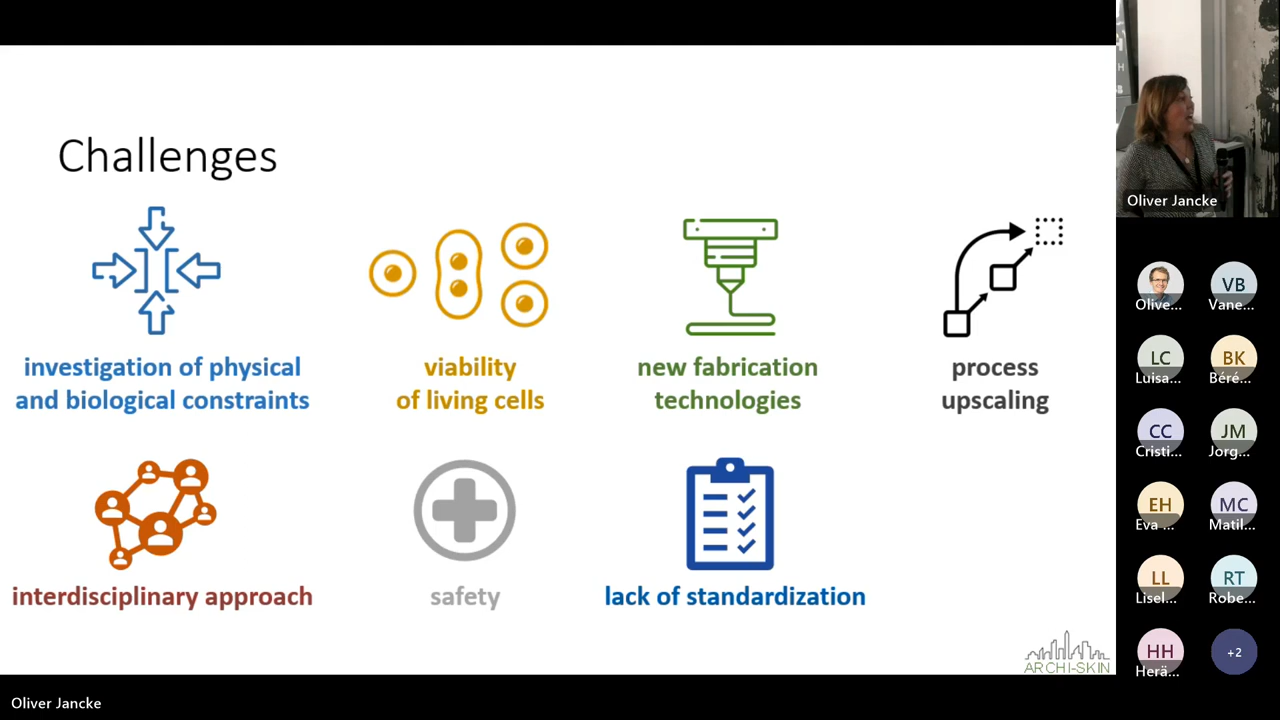 Challenges
investigation of physical
and biological constraints
viability
of living cells
new fabrication
technologies
process
upscaling
interdisciplinary approach
safety
lack of standardization
ARCHI-SKIN
Oliver Jancke
Oliver Jancke
Olive...
VB
Vane...
LC
Luisa...
BK
Béré...
CC
Cristi...
JM
Jorg...
EH
Eva ...
MC
Matil...
LL
Lisel...
RT
Robe...
HH
Herä...
+2